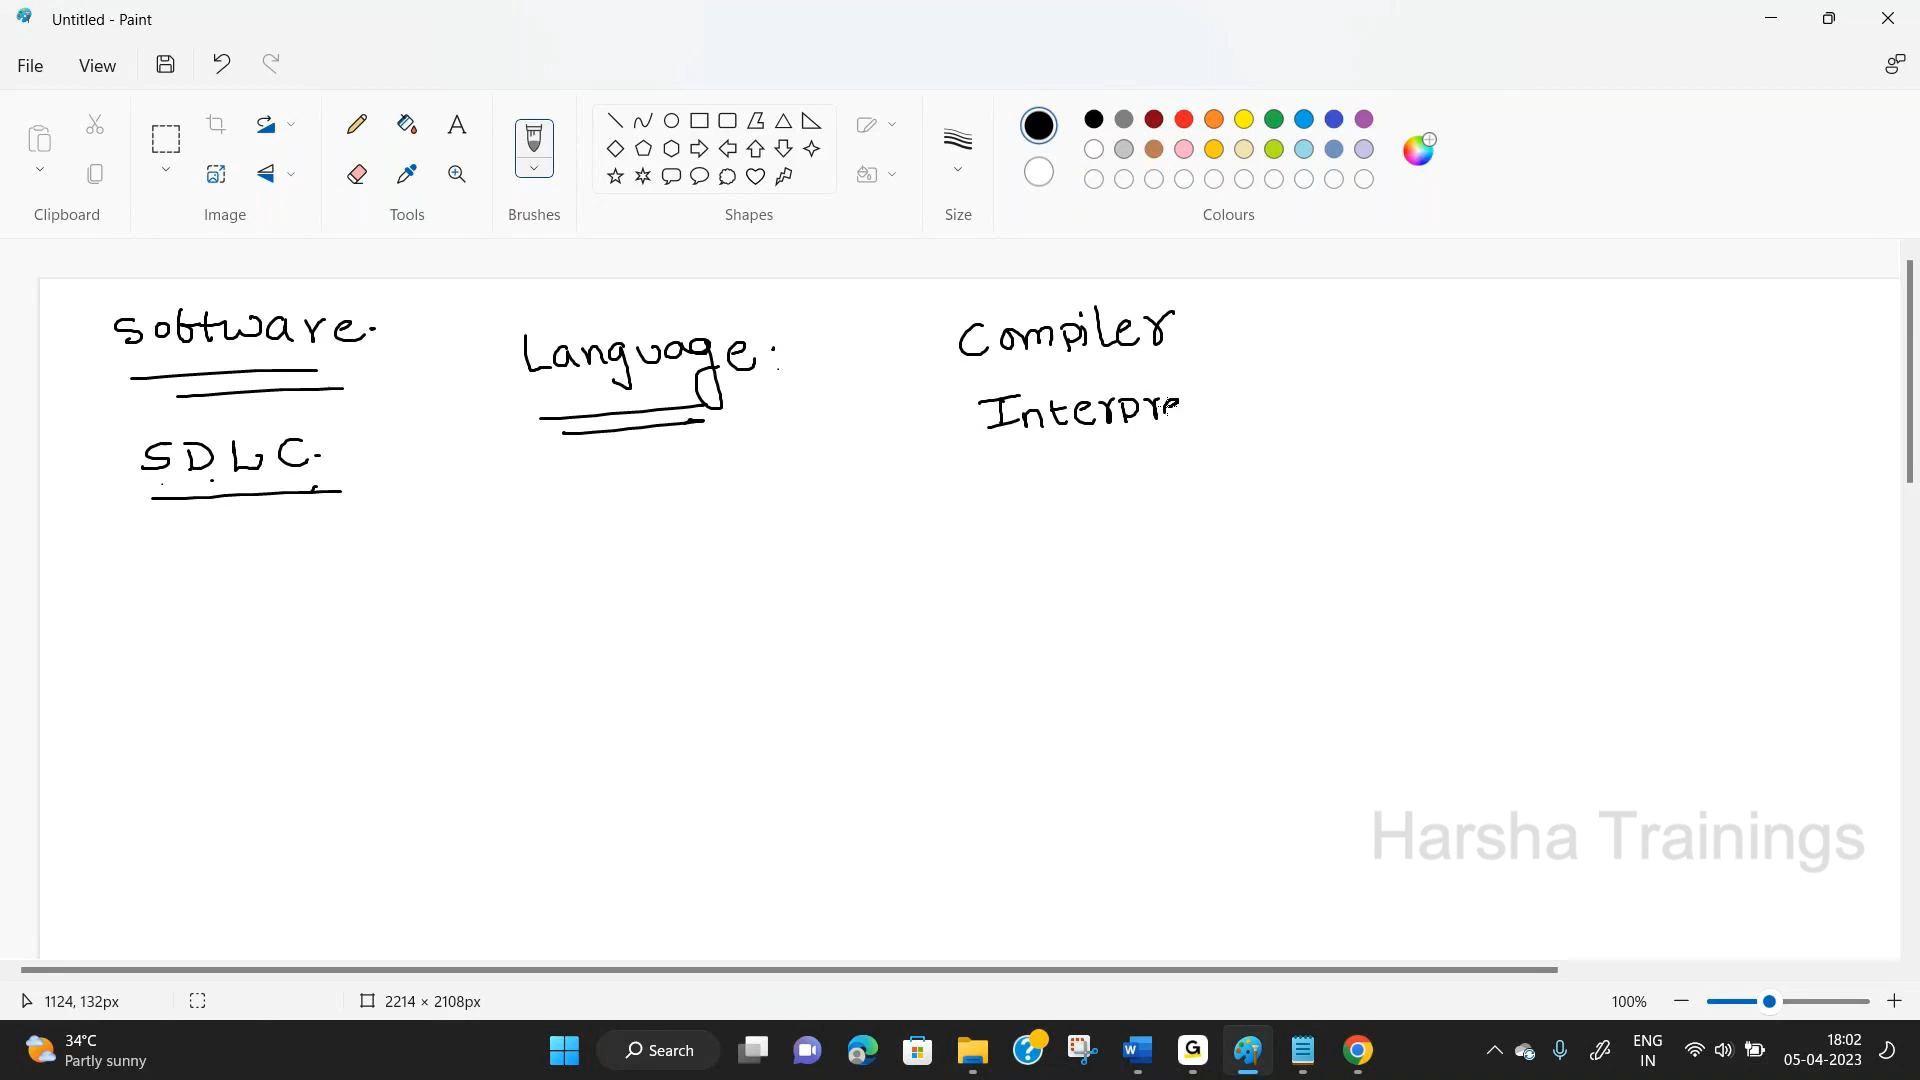 Untitled - Paint
File View
Clipboard Image Tools Brushes Shapes Size Colours
Software.
Language:
Compiler
Interpre
SDLC.
Harsha Trainings
1124, 132px 2214 × 2108px 100%
34°C
Partly sunny
Search
ENG
IN
18:02
05-04-2023